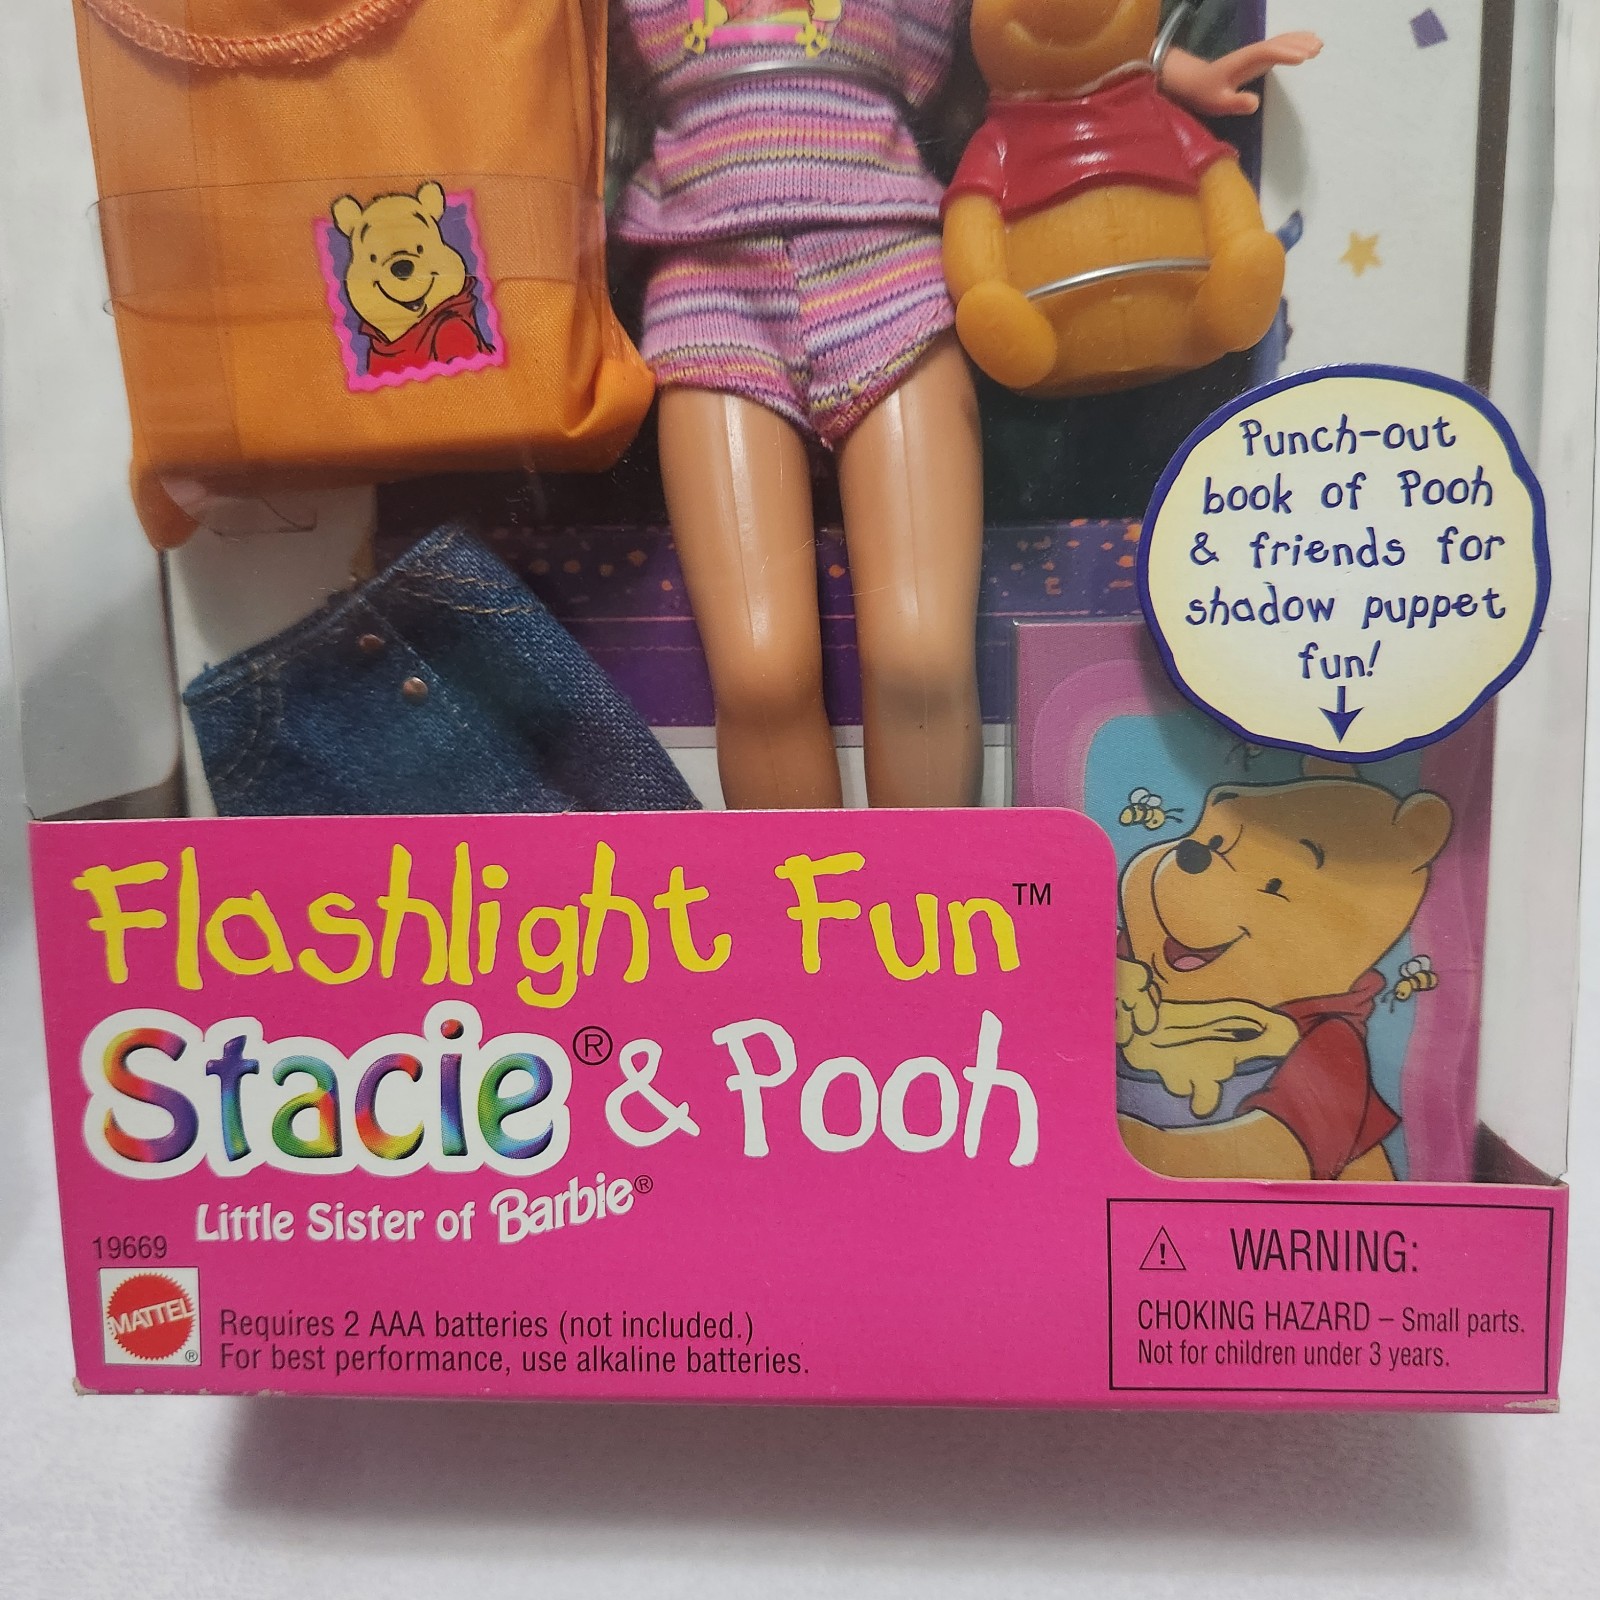 Punch-out
book of Pooh
& friends for
shadow puppet
fun!
Flashlight Fun™
Stacie® & Pooh
Little Sister of Barbie®
19669
MATTEL®
Requires 2 AAA batteries (not included.)
For best performance, use alkaline batteries.
⚠ WARNING:
CHOKING HAZARD – Small parts.
Not for children under 3 years.